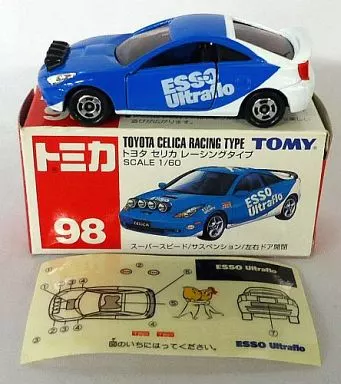 ESSO
Ultraflo
トミカ
98
TOYOTA CELICA RACING TYPE
TOMY
トヨタ セリカ レーシングタイプ
SCALE 1/60
ESSO
Ultraflo
CELICA
スーパースピード/サスペンション/左右ドア開閉
ESSO Ultraflo
図のいちにはってください。
ESSO Ultraflo